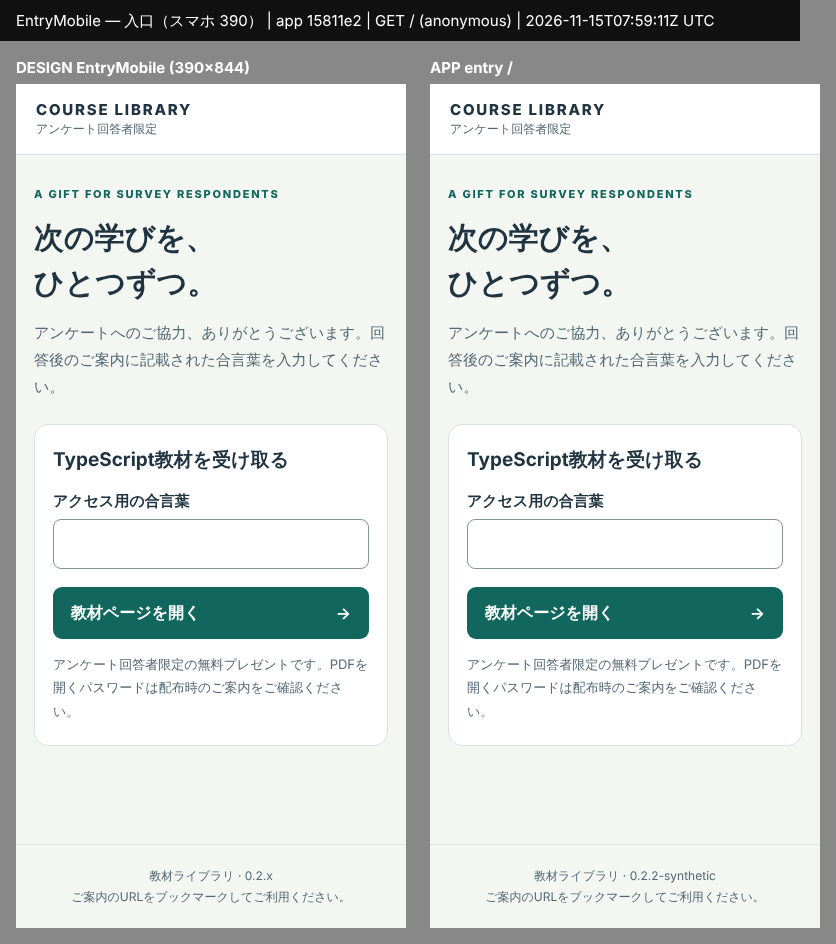 EntryMobile — 入口（スマホ 390） | app 15811e2 | GET / (anonymous) | 2026-11-15T07:59:11Z UTC
DESIGN EntryMobile (390×844)
COURSE LIBRARY
アンケート回答者限定
A GIFT FOR SURVEY RESPONDENTS
次の学びを、
ひとつずつ。
アンケートへのご協力、ありがとうございます。回
答後のご案内に記載された合言葉を入力してくださ
い。
TypeScript教材を受け取る
アクセス用の合言葉
教材ページを開く →
アンケート回答者限定の無料プレゼントです。PDFを
開くパスワードは配布時のご案内をご確認くださ
い。
教材ライブラリ · 0.2.x
ご案内のURLをブックマークしてご利用ください。
APP entry /
COURSE LIBRARY
アンケート回答者限定
A GIFT FOR SURVEY RESPONDENTS
次の学びを、
ひとつずつ。
アンケートへのご協力、ありがとうございます。回
答後のご案内に記載された合言葉を入力してくださ
い。
TypeScript教材を受け取る
アクセス用の合言葉
教材ページを開く →
アンケート回答者限定の無料プレゼントです。PDFを
開くパスワードは配布時のご案内をご確認くださ
い。
教材ライブラリ · 0.2.2-synthetic
ご案内のURLをブックマークしてご利用ください。